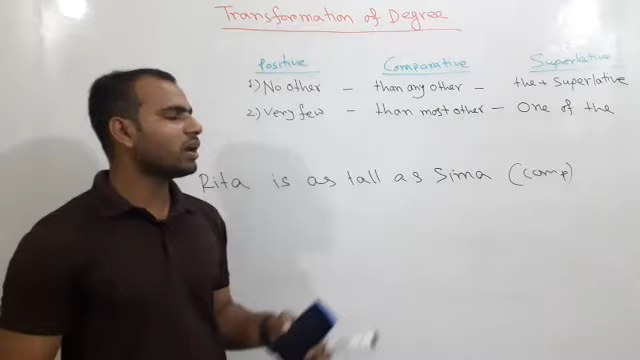 Transformation of Degree
Positive Comparative Superlative
1) No other - than any other - the + Superlative
2) Very few - than most other - One of the
Rita is as tall as Sima (comp)